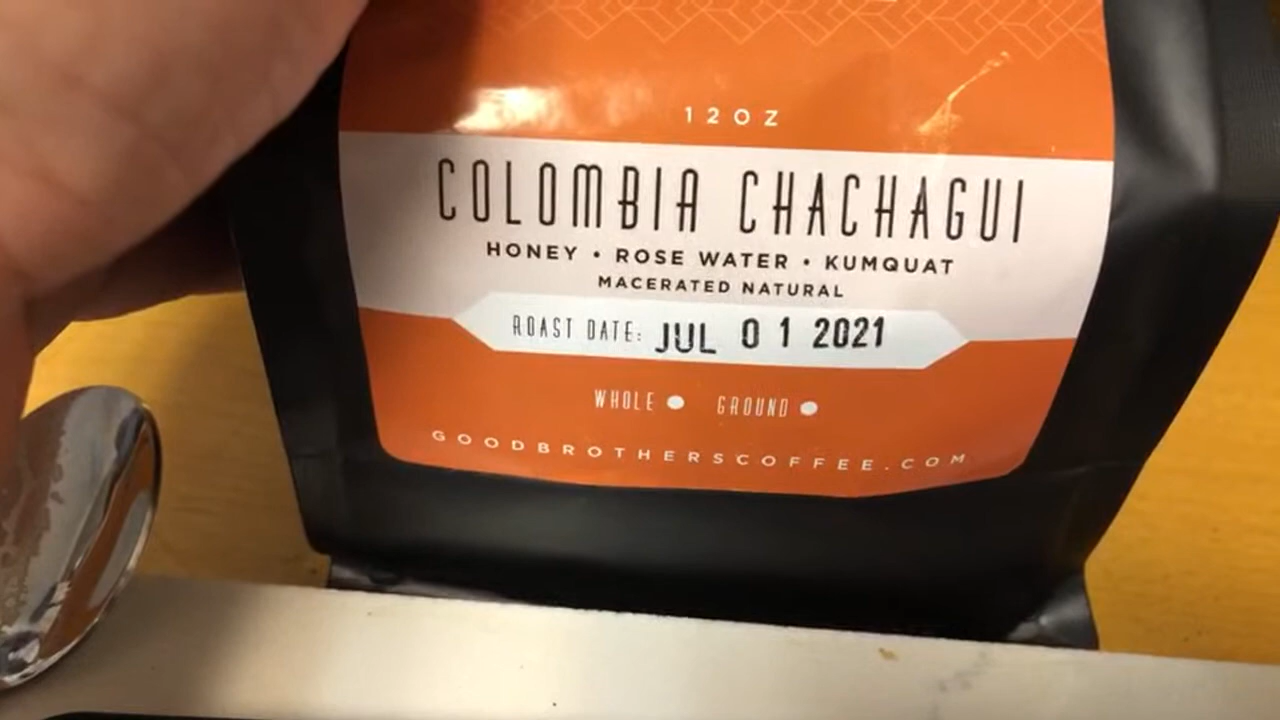 12OZ
COLOMBIA CHACHAGUI
HONEY • ROSE WATER • KUMQUAT
MACERATED NATURAL
ROAST DATE: JUL 01 2021
WHOLE GROUND
GOODBROTHERSCOFFEE.COM